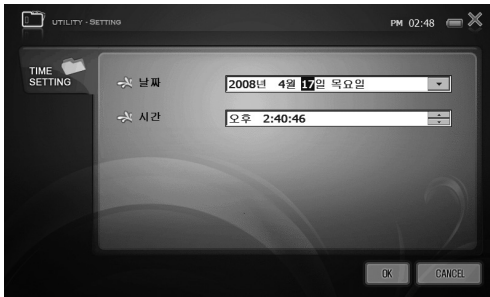 UTILITY - SETTING
PM 02:48
TIME
SETTING
날짜
2008년 4월 17일 목요일
시간
오후 2:40:46
OK
CANCEL